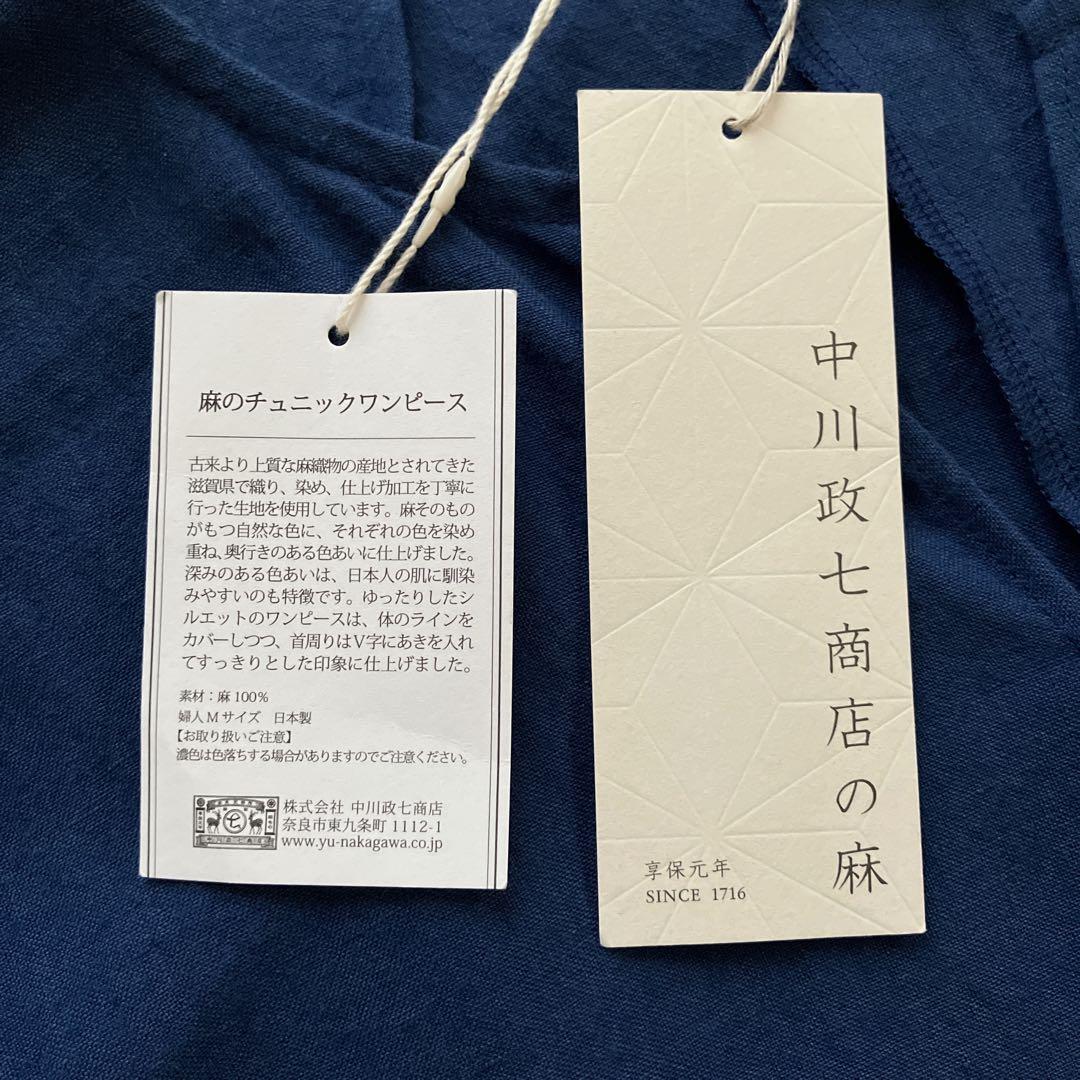 麻のチュニックワンピース
古来より上質な麻織物の産地とされてきた
滋賀県で織り、染め、仕上げ加工を丁寧に
行った生地を使用しています。麻そのもの
がもつ自然な色に、それぞれの色を染め
重ね、奥行きのある色あいに仕上げました。
深みのある色あいは、日本人の肌に馴染
みやすいのも特徴です。ゆったりしたシ
ルエットのワンピースは、体のラインを
カバーしつつ、首周りはV字にあきを入れ
てすっきりとした印象に仕上げました。
素材：麻100%
婦人Mサイズ　日本製
【お取り扱いご注意】
濃色は色落ちする場合がありますのでご注意ください。
七
株式会社 中川政七商店
奈良市東九条町 1112-1
www.yu-nakagawa.co.jp
中川政七商店の麻
享保元年
SINCE 1716